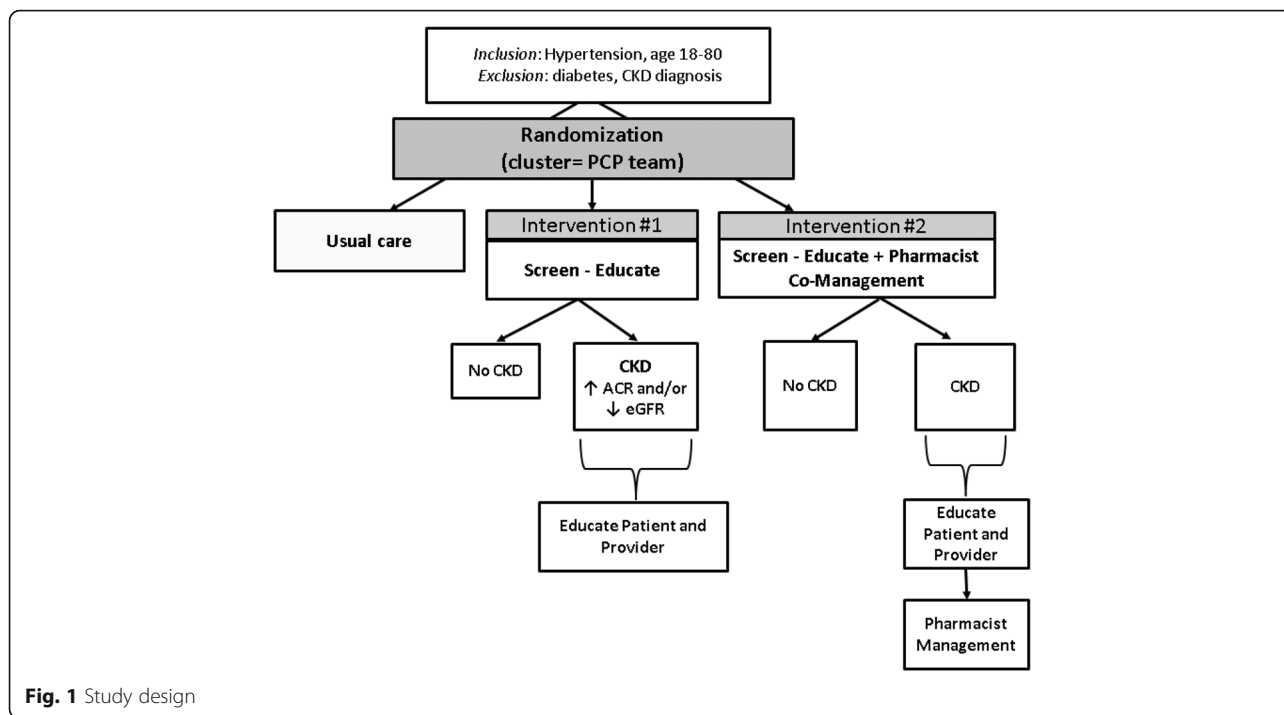 Inclusion: Hypertension, age 18-80
Exclusion: diabetes, CKD diagnosis
Randomization
(cluster= PCP team)
Usual care
Intervention #1
Screen - Educate
Intervention #2
Screen - Educate + Pharmacist
Co-Management
No CKD
CKD
↑ ACR and/or
↓ eGFR
No CKD
CKD
Educate Patient and
Provider
Educate
Patient and
Provider
Pharmacist
Management
Fig. 1 Study design